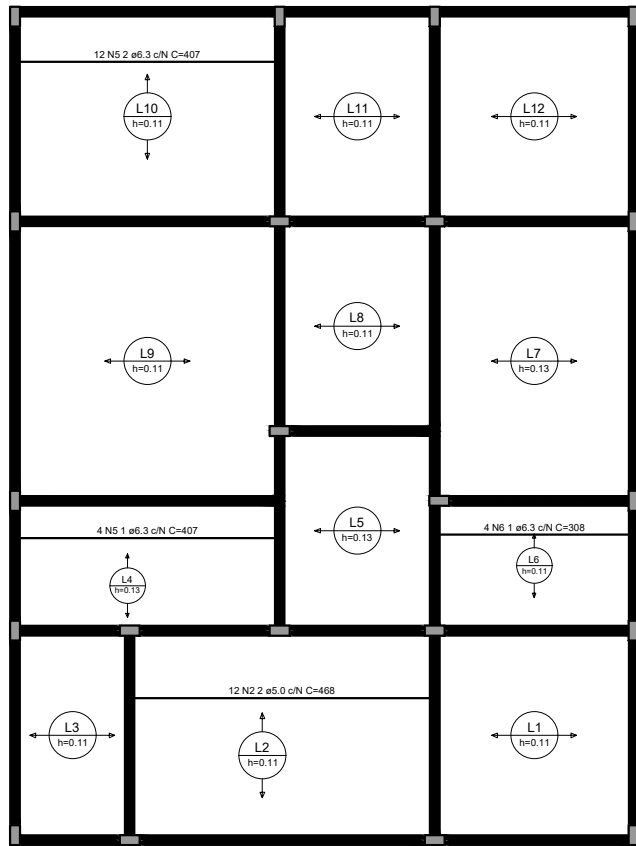 12 N5 2 ø6.3 c/N C=407
L10
h=0.11
L11
h=0.11
L12
h=0.11
L9
h=0.11
L8
h=0.11
L7
h=0.13
4 N5 1 ø6.3 c/N C=407
L4
h=0.13
L5
h=0.13
4 N6 1 ø6.3 c/N C=308
L6
h=0.11
L3
h=0.11
12 N2 2 ø5.0 c/N C=468
L2
h=0.11
L1
h=0.11